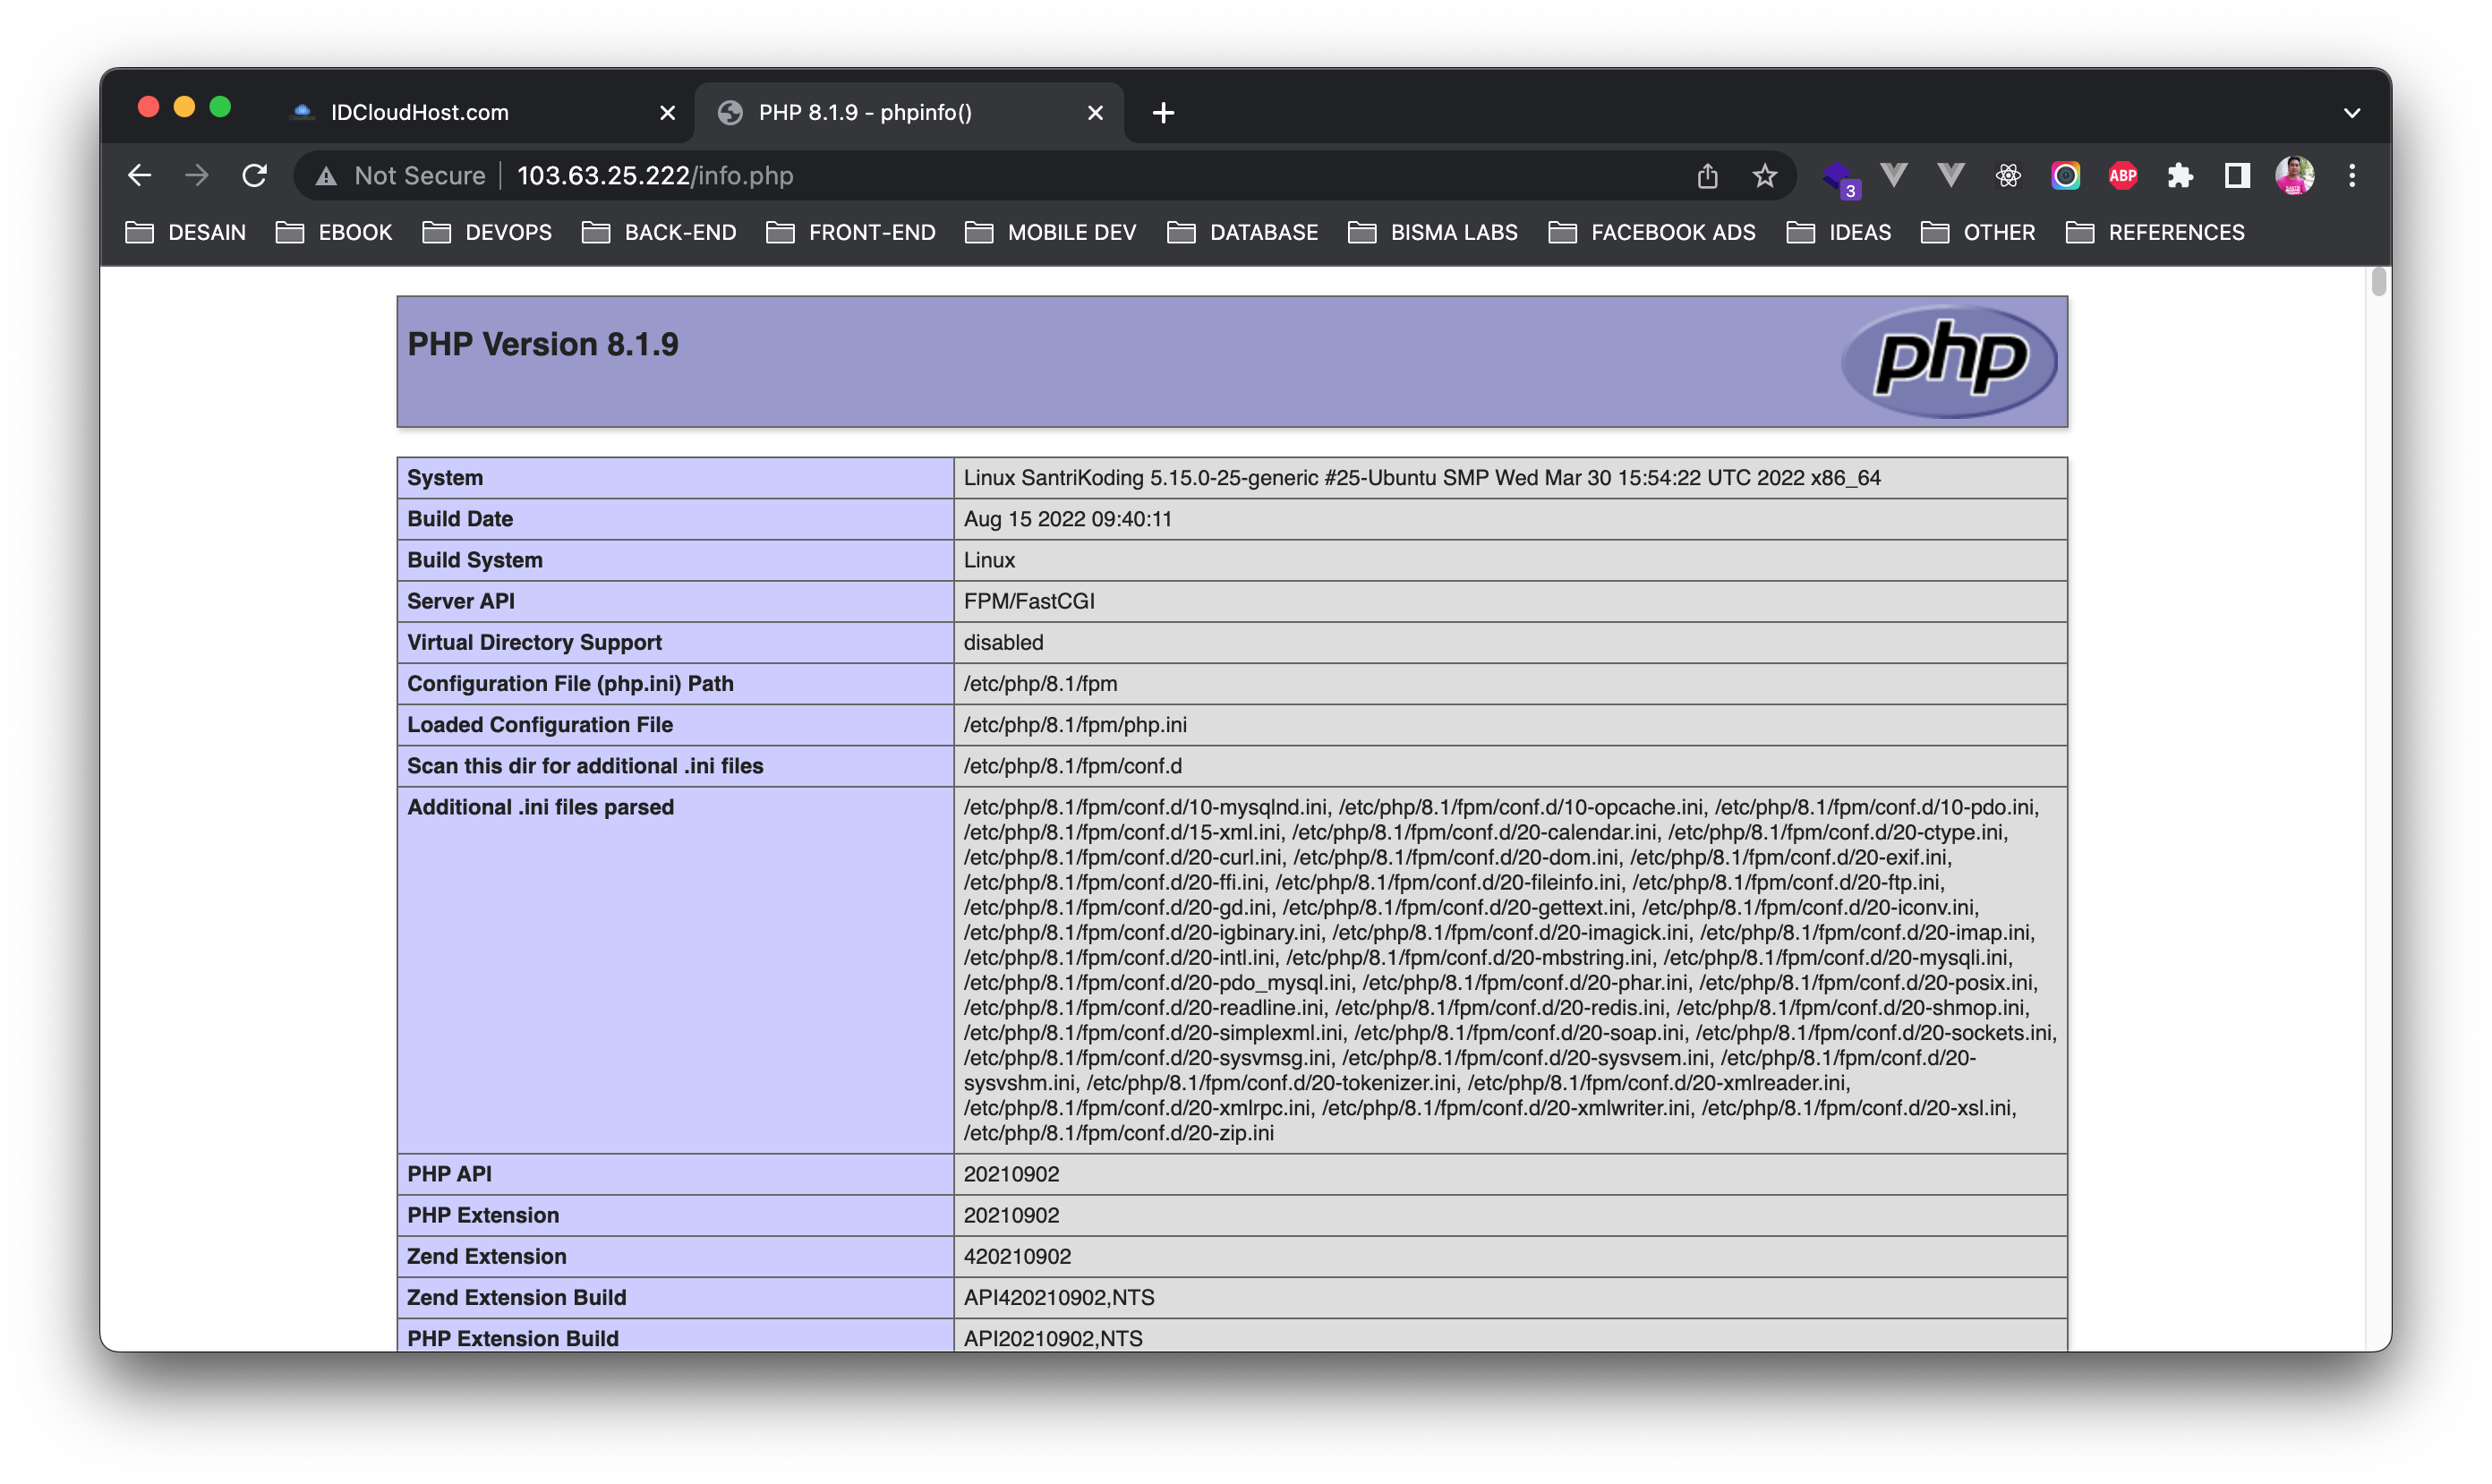 IDCloudHost.com
PHP 8.1.9 - phpinfo()
Not Secure 103.63.25.222/info.php
3
ABP
DESAIN EBOOK DEVOPS BACK-END FRONT-END MOBILE DEV DATABASE BISMA LABS FACEBOOK ADS IDEAS OTHER REFERENCES
PHP Version 8.1.9
php
System Linux SantriKoding 5.15.0-25-generic #25-Ubuntu SMP Wed Mar 30 15:54:22 UTC 2022 x86_64
Build Date Aug 15 2022 09:40:11
Build System Linux
Server API FPM/FastCGI
Virtual Directory Support disabled
Configuration File (php.ini) Path /etc/php/8.1/fpm
Loaded Configuration File /etc/php/8.1/fpm/php.ini
Scan this dir for additional .ini files /etc/php/8.1/fpm/conf.d
Additional .ini files parsed /etc/php/8.1/fpm/conf.d/10-mysqlnd.ini, /etc/php/8.1/fpm/conf.d/10-opcache.ini, /etc/php/8.1/fpm/conf.d/10-pdo.ini,
/etc/php/8.1/fpm/conf.d/15-xml.ini, /etc/php/8.1/fpm/conf.d/20-calendar.ini, /etc/php/8.1/fpm/conf.d/20-ctype.ini,
/etc/php/8.1/fpm/conf.d/20-curl.ini, /etc/php/8.1/fpm/conf.d/20-dom.ini, /etc/php/8.1/fpm/conf.d/20-exif.ini,
/etc/php/8.1/fpm/conf.d/20-ffi.ini, /etc/php/8.1/fpm/conf.d/20-fileinfo.ini, /etc/php/8.1/fpm/conf.d/20-ftp.ini,
/etc/php/8.1/fpm/conf.d/20-gd.ini, /etc/php/8.1/fpm/conf.d/20-gettext.ini, /etc/php/8.1/fpm/conf.d/20-iconv.ini,
/etc/php/8.1/fpm/conf.d/20-igbinary.ini, /etc/php/8.1/fpm/conf.d/20-imagick.ini, /etc/php/8.1/fpm/conf.d/20-imap.ini,
/etc/php/8.1/fpm/conf.d/20-intl.ini, /etc/php/8.1/fpm/conf.d/20-mbstring.ini, /etc/php/8.1/fpm/conf.d/20-mysqli.ini,
/etc/php/8.1/fpm/conf.d/20-pdo_mysql.ini, /etc/php/8.1/fpm/conf.d/20-phar.ini, /etc/php/8.1/fpm/conf.d/20-posix.ini,
/etc/php/8.1/fpm/conf.d/20-readline.ini, /etc/php/8.1/fpm/conf.d/20-redis.ini, /etc/php/8.1/fpm/conf.d/20-shmop.ini,
/etc/php/8.1/fpm/conf.d/20-simplexml.ini, /etc/php/8.1/fpm/conf.d/20-soap.ini, /etc/php/8.1/fpm/conf.d/20-sockets.ini,
/etc/php/8.1/fpm/conf.d/20-sysvmsg.ini, /etc/php/8.1/fpm/conf.d/20-sysvsem.ini, /etc/php/8.1/fpm/conf.d/20-
sysvshm.ini, /etc/php/8.1/fpm/conf.d/20-tokenizer.ini, /etc/php/8.1/fpm/conf.d/20-xmlreader.ini,
/etc/php/8.1/fpm/conf.d/20-xmlrpc.ini, /etc/php/8.1/fpm/conf.d/20-xmlwriter.ini, /etc/php/8.1/fpm/conf.d/20-xsl.ini,
/etc/php/8.1/fpm/conf.d/20-zip.ini
PHP API 20210902
PHP Extension 20210902
Zend Extension 420210902
Zend Extension Build API420210902,NTS
PHP Extension Build API20210902,NTS